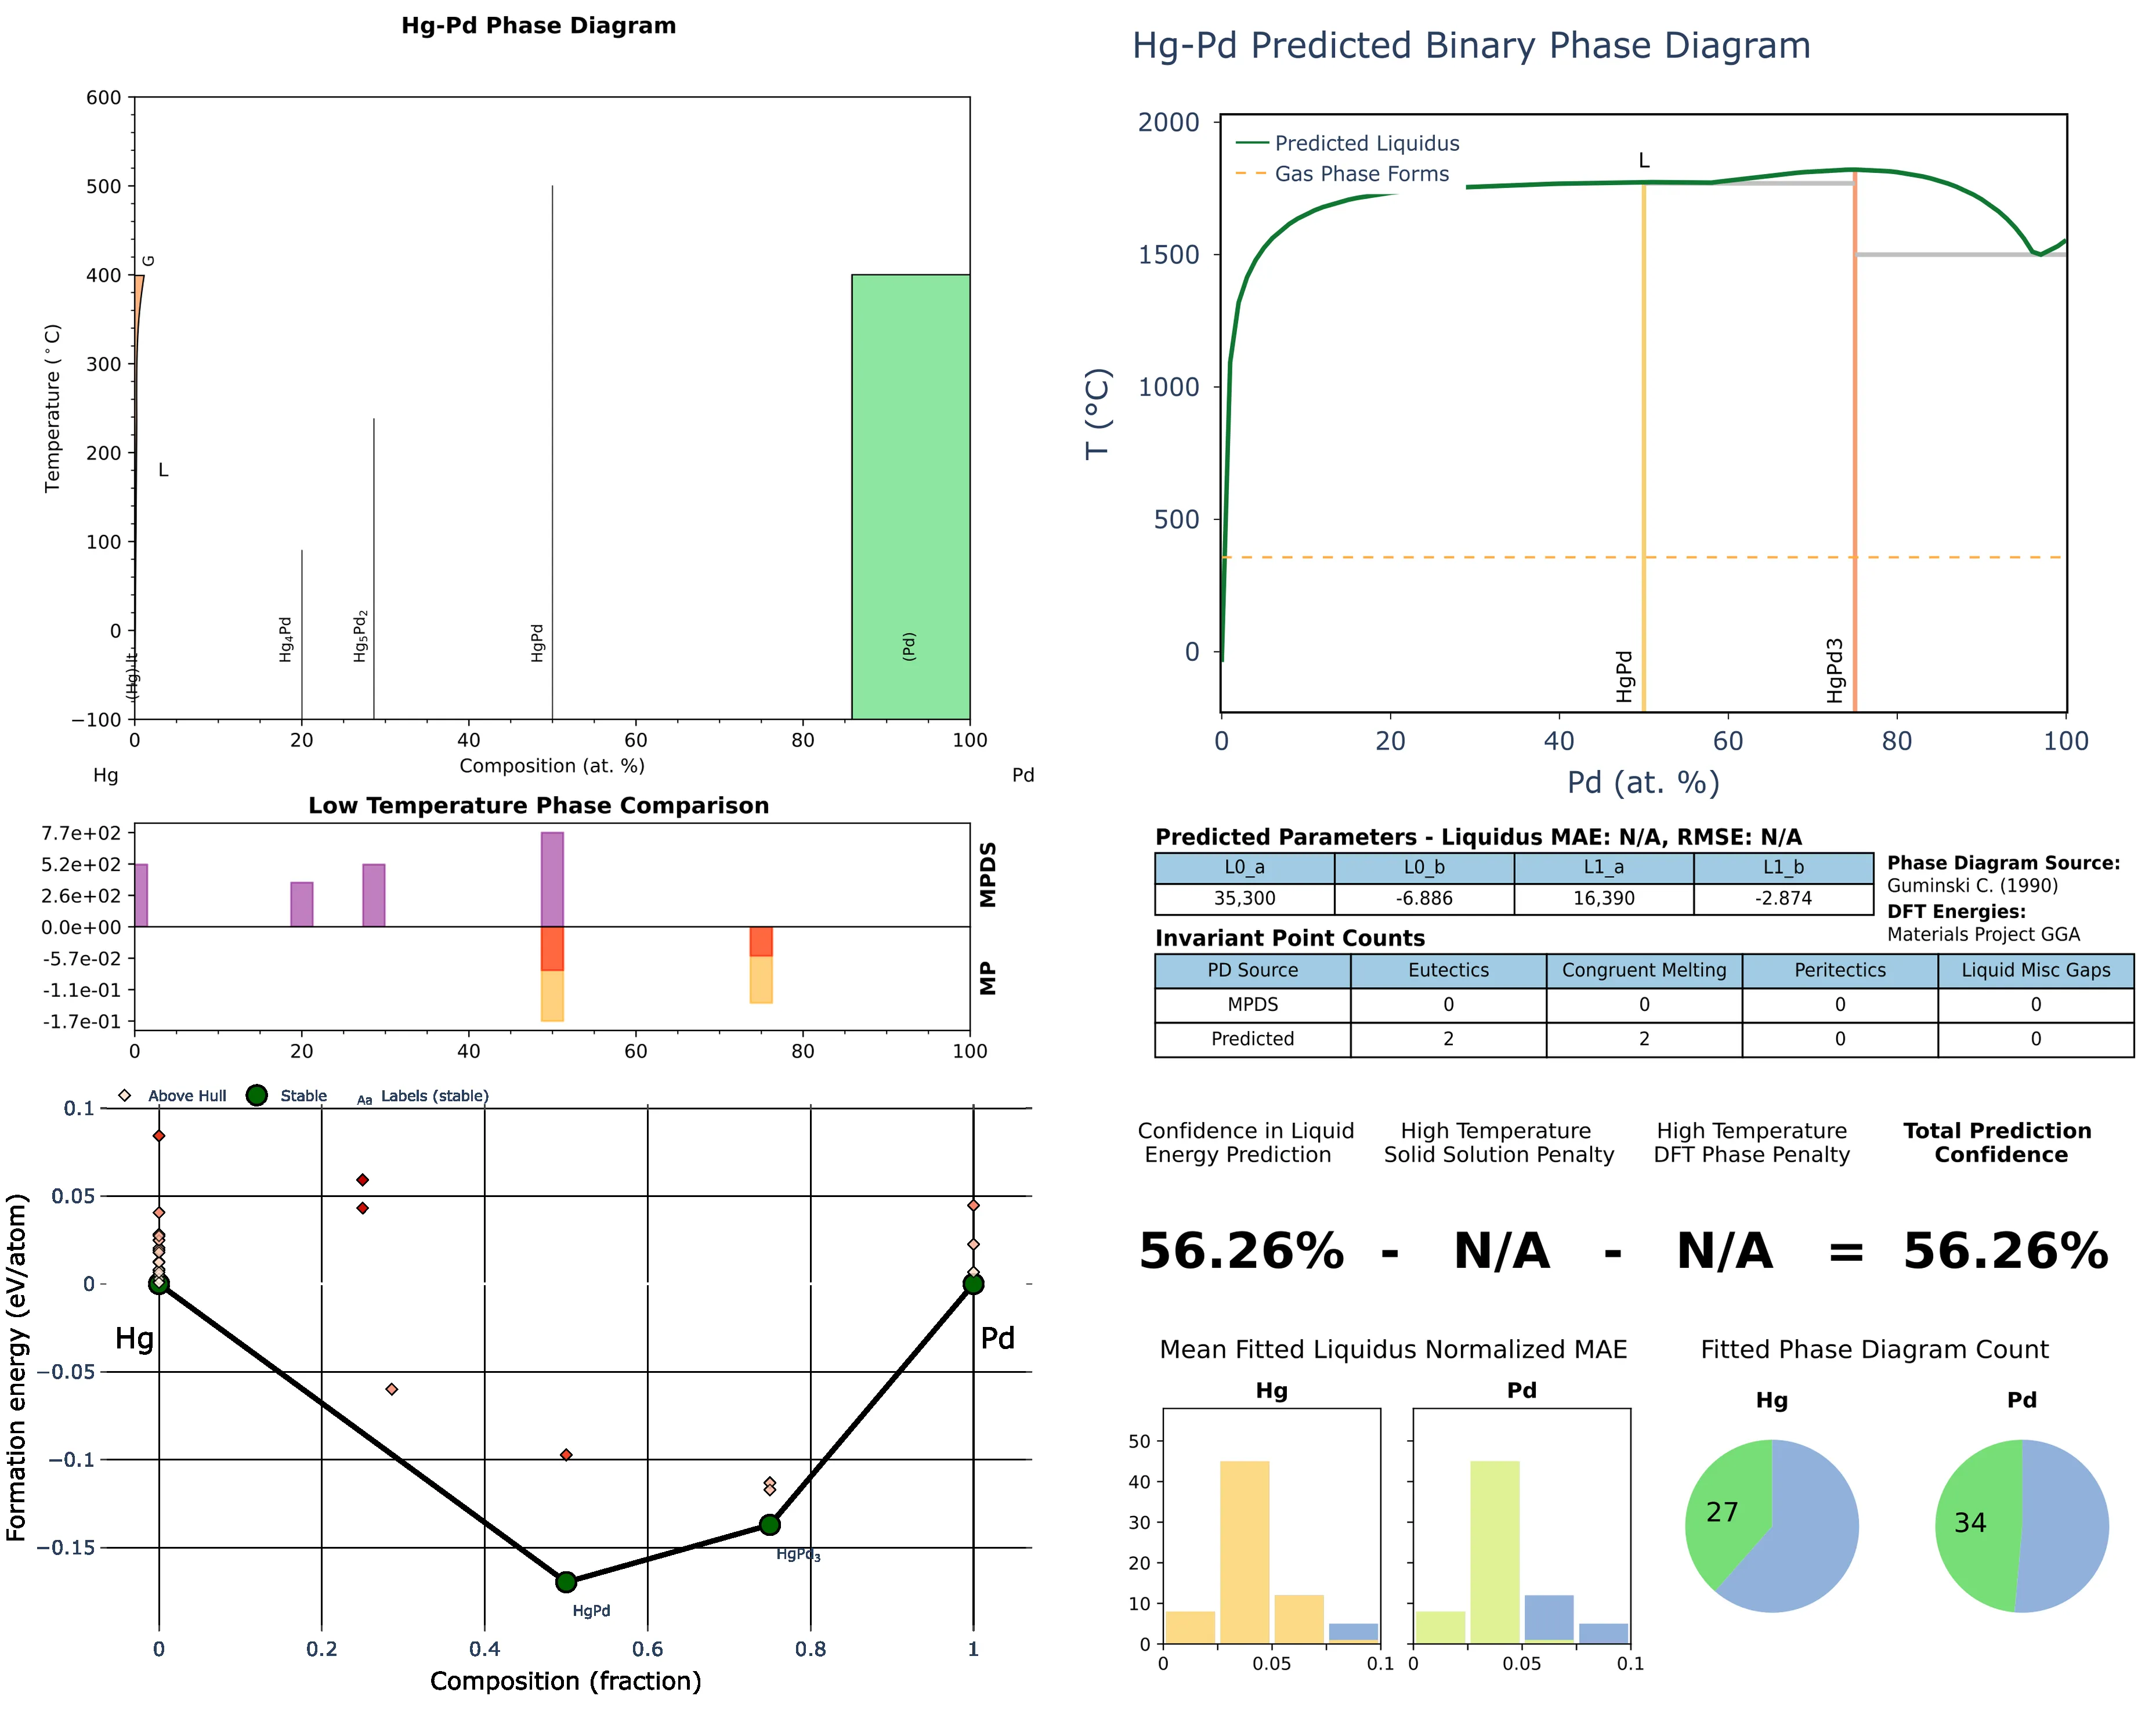 Hg-Pd Phase Diagram
600
500
400
300
200
100
0
−100
Temperature (°C)
G
L
(Hg) lt
Hg₄Pd
Hg₅Pd₂
HgPd
(Pd)
0 20 40 60 80 100
Composition (at. %)
Hg Pd
Low Temperature Phase Comparison
7.7e+02
5.2e+02
2.6e+02
0.0e+00
-5.7e-02
-1.1e-01
-1.7e-01
MPDS
MP
0 20 40 60 80 100
Above Hull Stable Aa Labels (stable)
0.1
0.05
0
−0.05
−0.1
−0.15
Formation energy (eV/atom)
Hg
Pd
HgPd₃
HgPd
0 0.2 0.4 0.6 0.8 1
Composition (fraction)
Hg-Pd Predicted Binary Phase Diagram
2000
1500
1000
500
0
T (°C)
Predicted Liquidus
Gas Phase Forms
L
HgPd
HgPd3
0 20 40 60 80 100
Pd (at. %)
Predicted Parameters - Liquidus MAE: N/A, RMSE: N/A
L0_a L0_b L1_a L1_b
35,300 -6.886 16,390 -2.874
Phase Diagram Source:
Guminski C. (1990)
DFT Energies:
Materials Project GGA
Invariant Point Counts
PD Source Eutectics Congruent Melting Peritectics Liquid Misc Gaps
MPDS 0 0 0 0
Predicted 2 2 0 0
Confidence in Liquid
Energy Prediction
High Temperature
Solid Solution Penalty
High Temperature
DFT Phase Penalty
Total Prediction
Confidence
56.26% - N/A - N/A = 56.26%
Mean Fitted Liquidus Normalized MAE
Hg
Pd
50
40
30
20
10
0
0 0.05 0.1
0 0.05 0.1
Fitted Phase Diagram Count
Hg
Pd
27
34